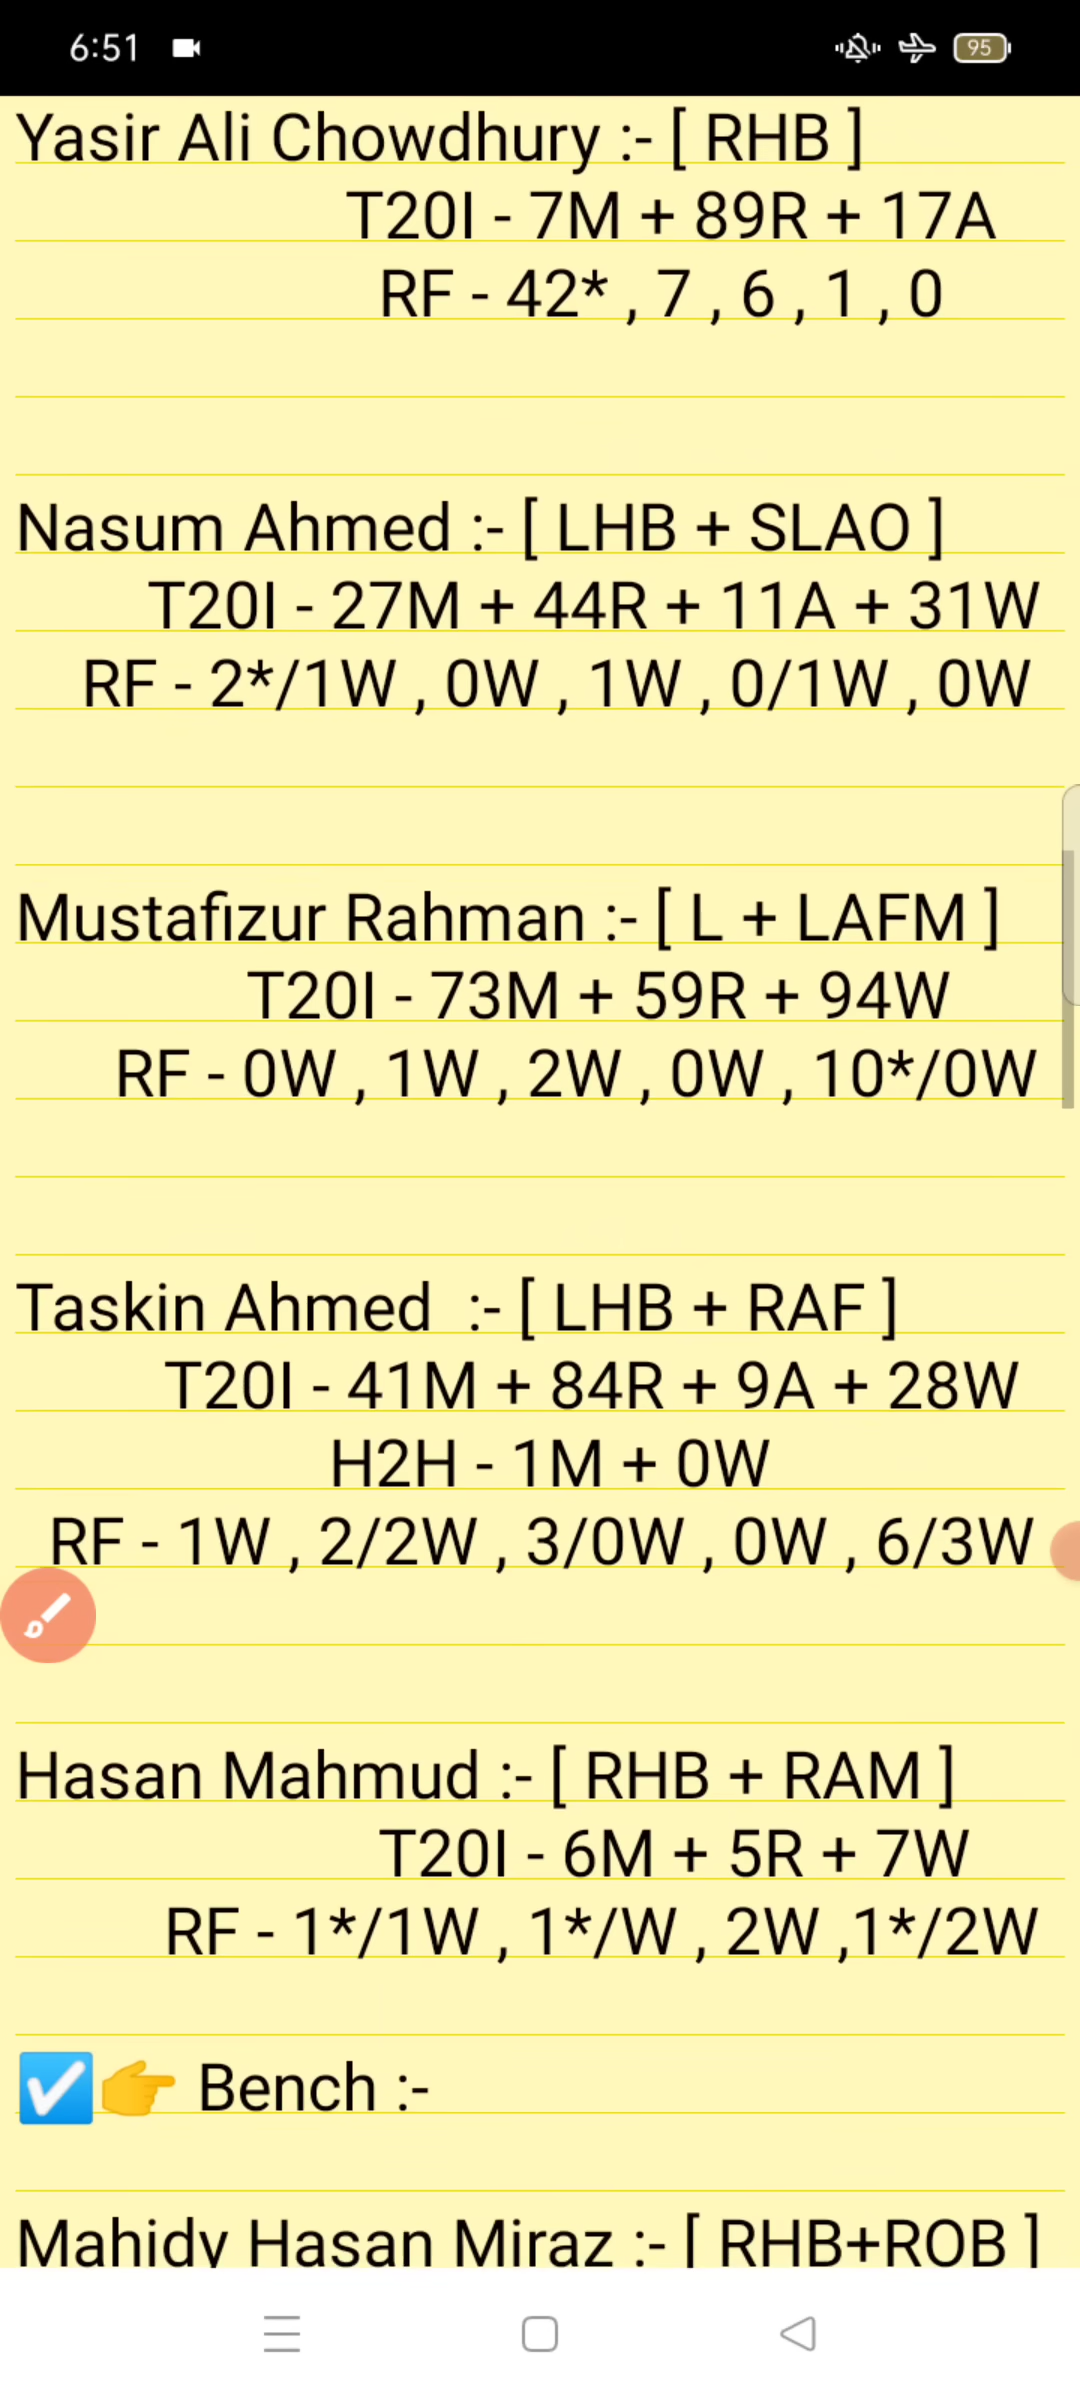 6:51
95
Yasir Ali Chowdhury :- [ RHB ]
T20I - 7M + 89R + 17A
RF - 42* , 7 , 6 , 1 , 0
Nasum Ahmed :- [ LHB + SLAO ]
T20I - 27M + 44R + 11A + 31W
RF - 2*/1W , 0W , 1W , 0/1W , 0W
Mustafizur Rahman :- [ L + LAFM ]
T20I - 73M + 59R + 94W
RF - 0W , 1W , 2W , 0W , 10*/0W
Taskin Ahmed :- [ LHB + RAF ]
T20I - 41M + 84R + 9A + 28W
H2H - 1M + 0W
RF - 1W , 2/2W , 3/0W , 0W , 6/3W
Hasan Mahmud :- [ RHB + RAM ]
T20I - 6M + 5R + 7W
RF - 1*/1W , 1*/W , 2W ,1*/2W
☑️👉 Bench :-
Mahidy Hasan Miraz :- [ RHB+ROB ]